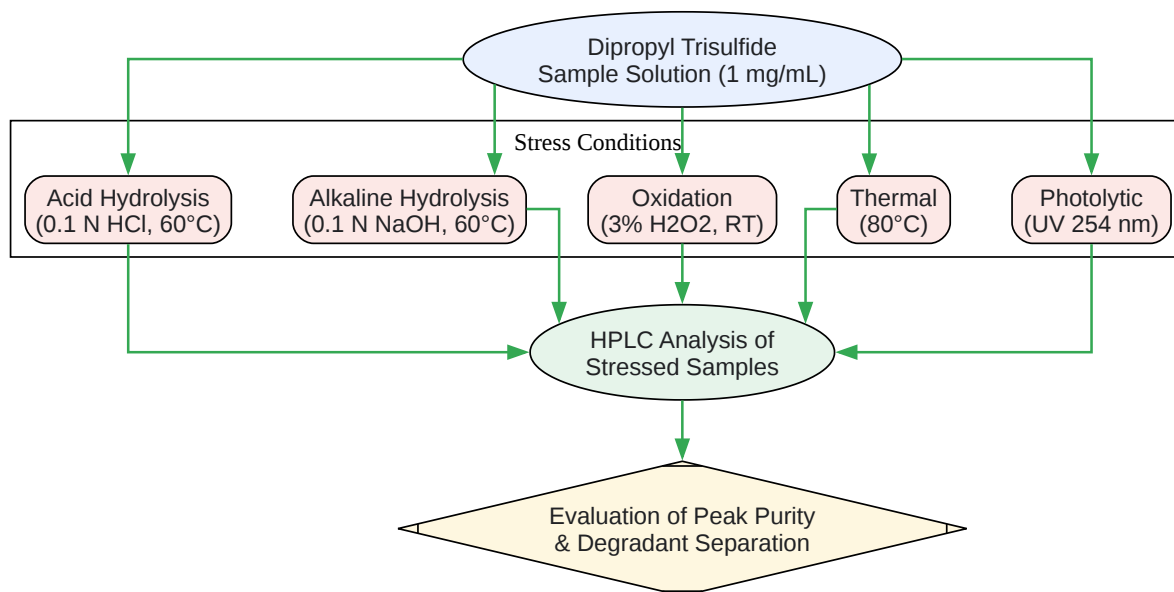 Dipropyl Trisulfide
Sample Solution (1 mg/mL)
Stress Conditions
Acid Hydrolysis
(0.1 N HCl, 60°C)
Alkaline Hydrolysis
(0.1 N NaOH, 60°C)
Oxidation
(3% H2O2, RT)
Thermal
(80°C)
Photolytic
(UV 254 nm)
HPLC Analysis of
Stressed Samples
Evaluation of Peak Purity
& Degradant Separation